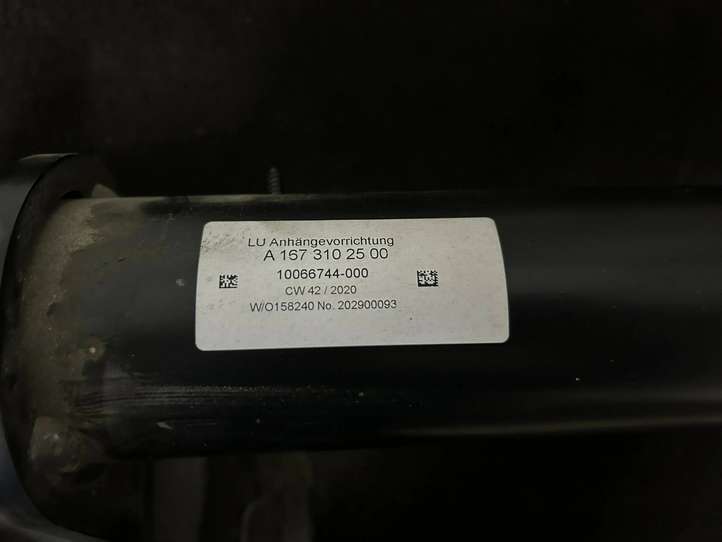 LU Anhängevorrichtung
A 167 310 25 00
10066744-000
CW 42 / 2020
W/O158240 No. 202900093